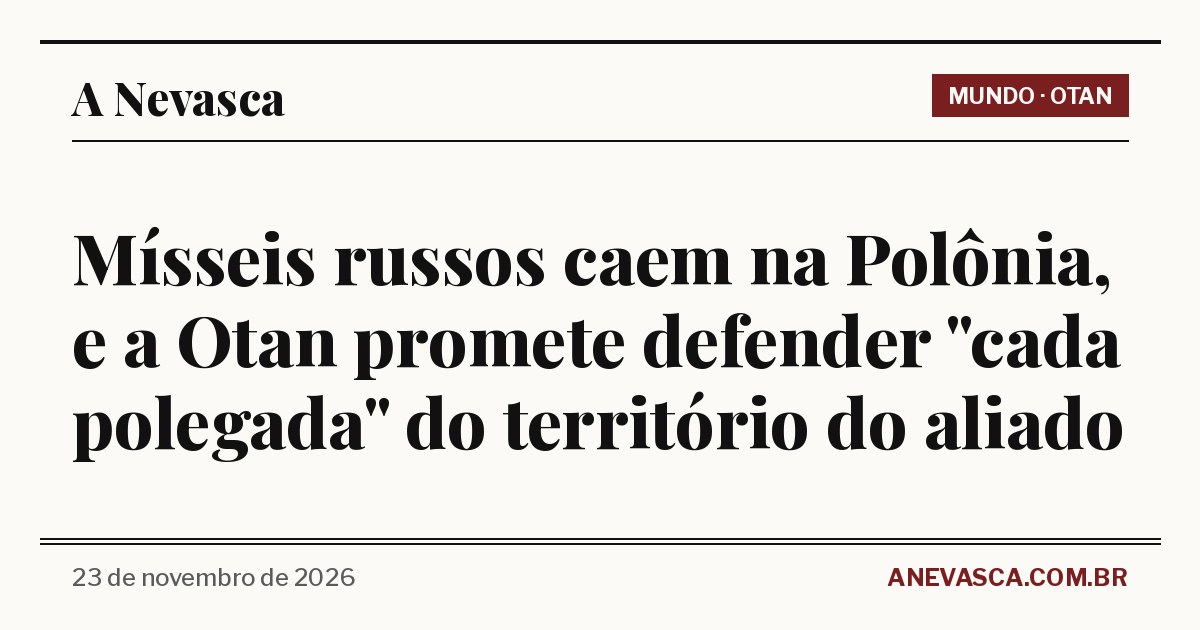 A Nevasca
MUNDO · OTAN
Mísseis russos caem na Polônia,
e a Otan promete defender "cada
polegada" do território do aliado
23 de novembro de 2026
ANEVASCA.COM.BR